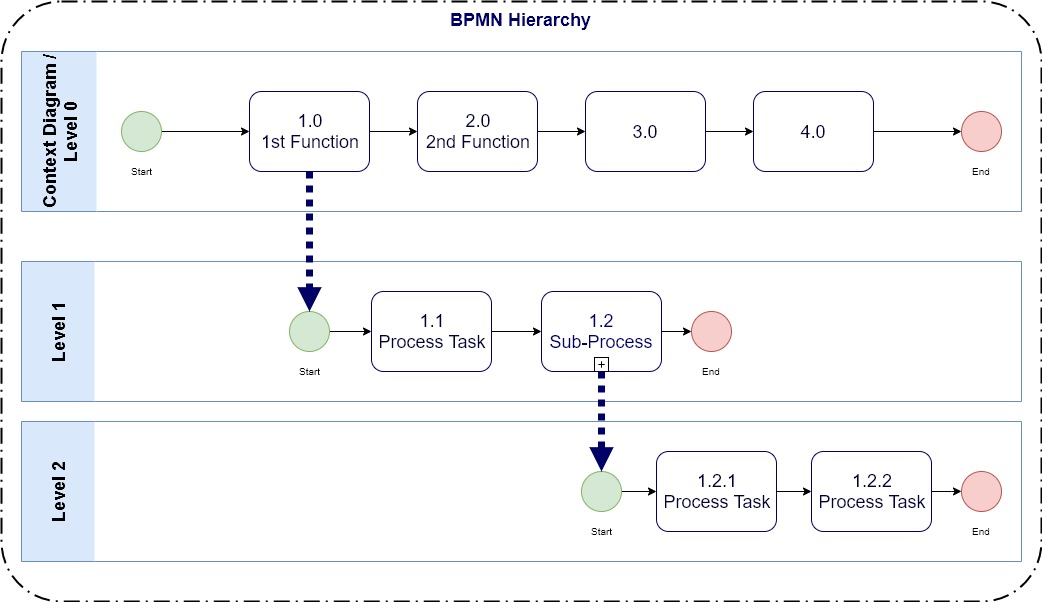 BPMN Hierarchy
Context Diagram /
Level 0
Start
1.0
1st Function
2.0
2nd Function
3.0
4.0
End
Level 1
Start
1.1
Process Task
1.2
Sub-Process
+
End
Level 2
Start
1.2.1
Process Task
1.2.2
Process Task
End